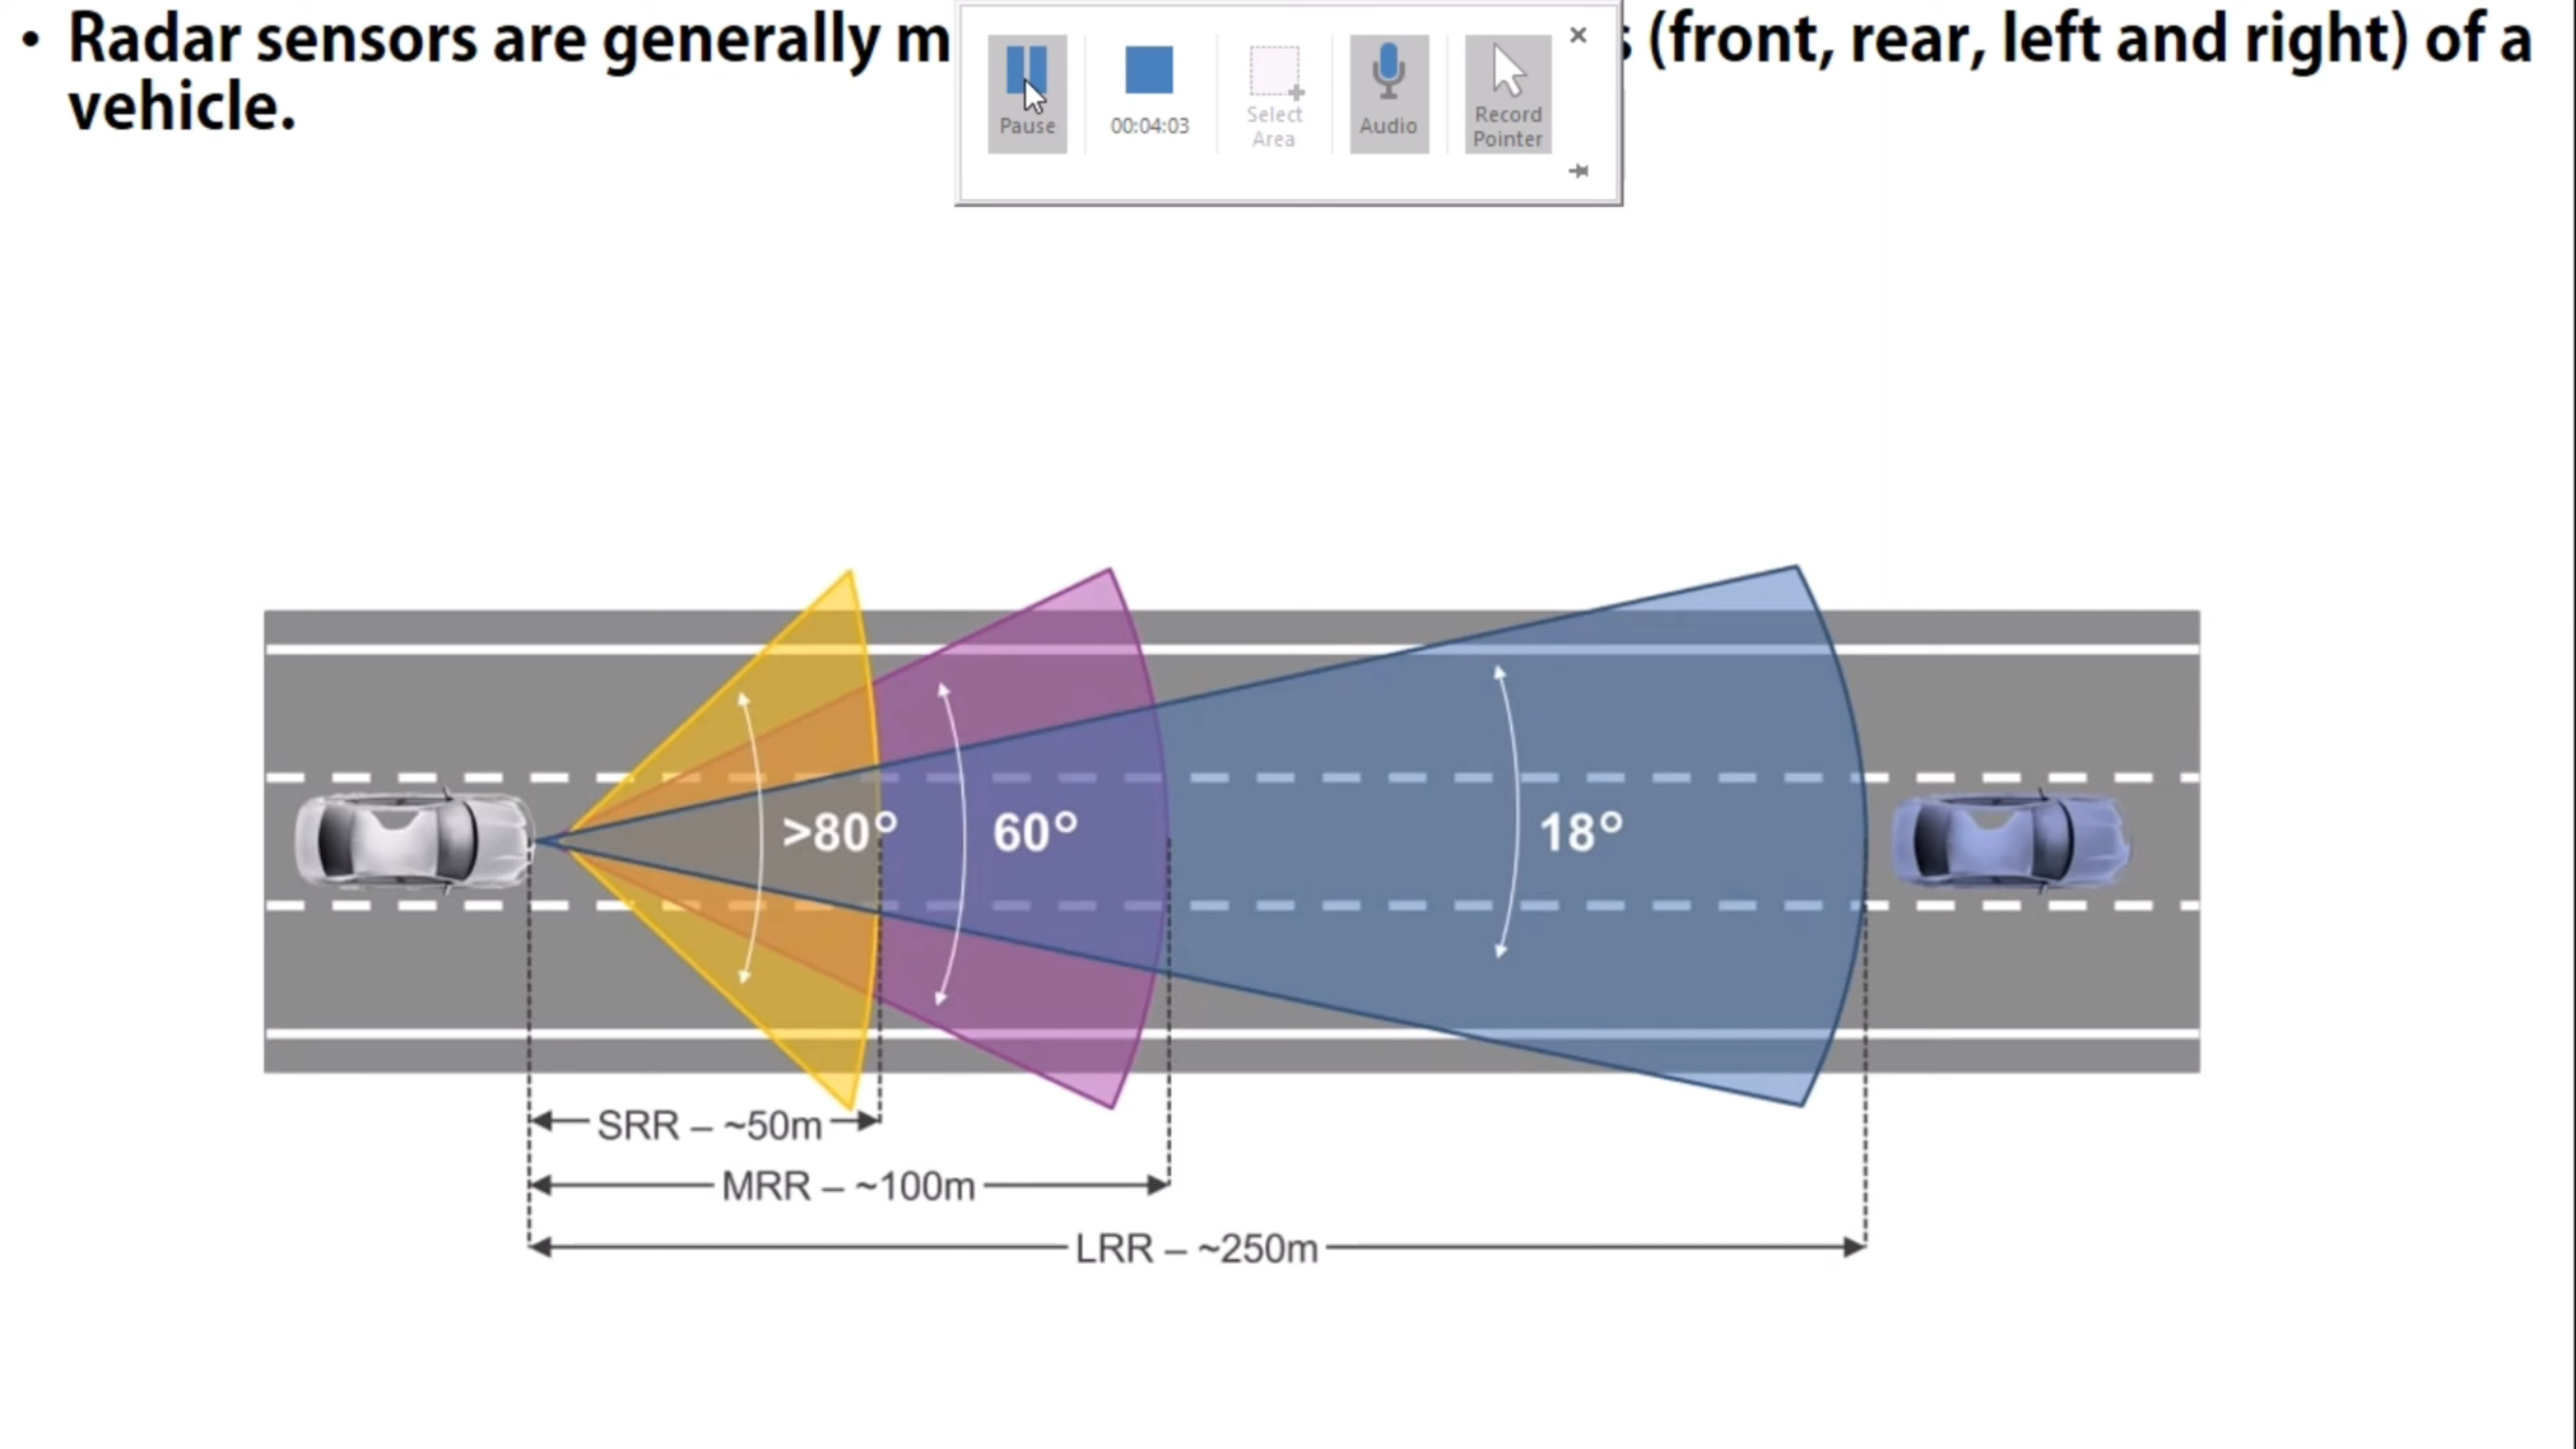 • Radar sensors are generally m (front, rear, left and right) of a
vehicle.
Pause
00:04:03
Select
Area
Audio
Record
Pointer
>80° 60° 18°
SRR – ~50m
MRR – ~100m
LRR – ~250m